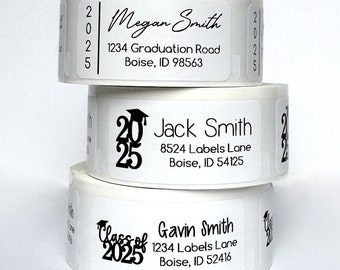 2025
Megan Smith
1234 Graduation Road
Boise, ID 98563
2025
2025
Jack Smith
8524 Labels Lane
Boise, ID 54125
Class of
2025
Gavin Smith
1234 Labels Lane
Boise, ID 52416